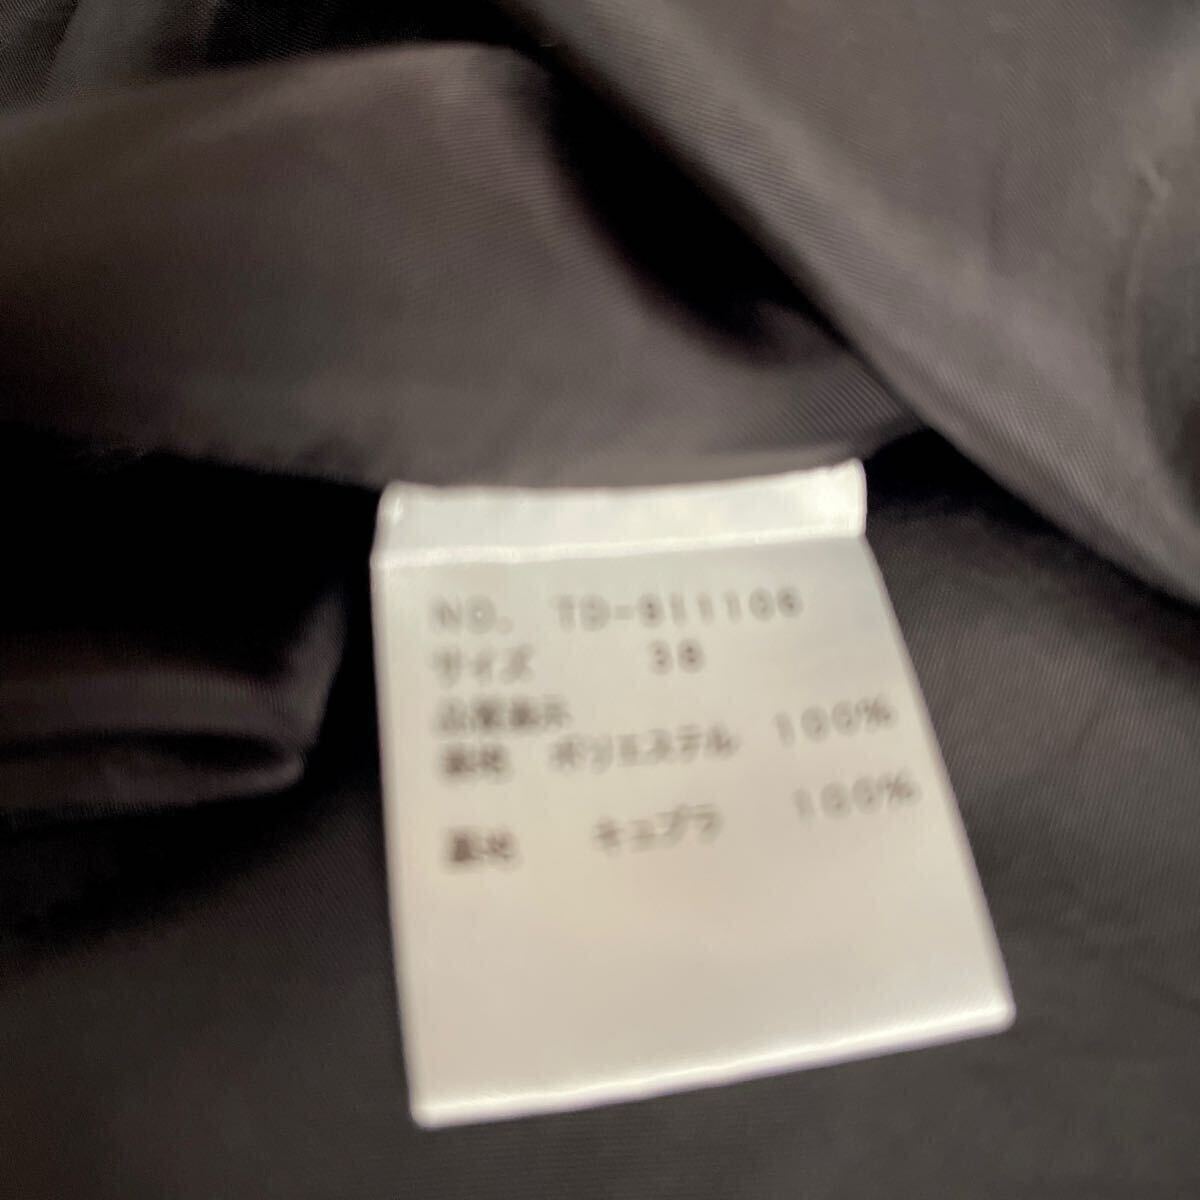 NO. TD-911106
サイズ 38
品質表示
表地 ポリエステル 100%
裏地 キュプラ 100%